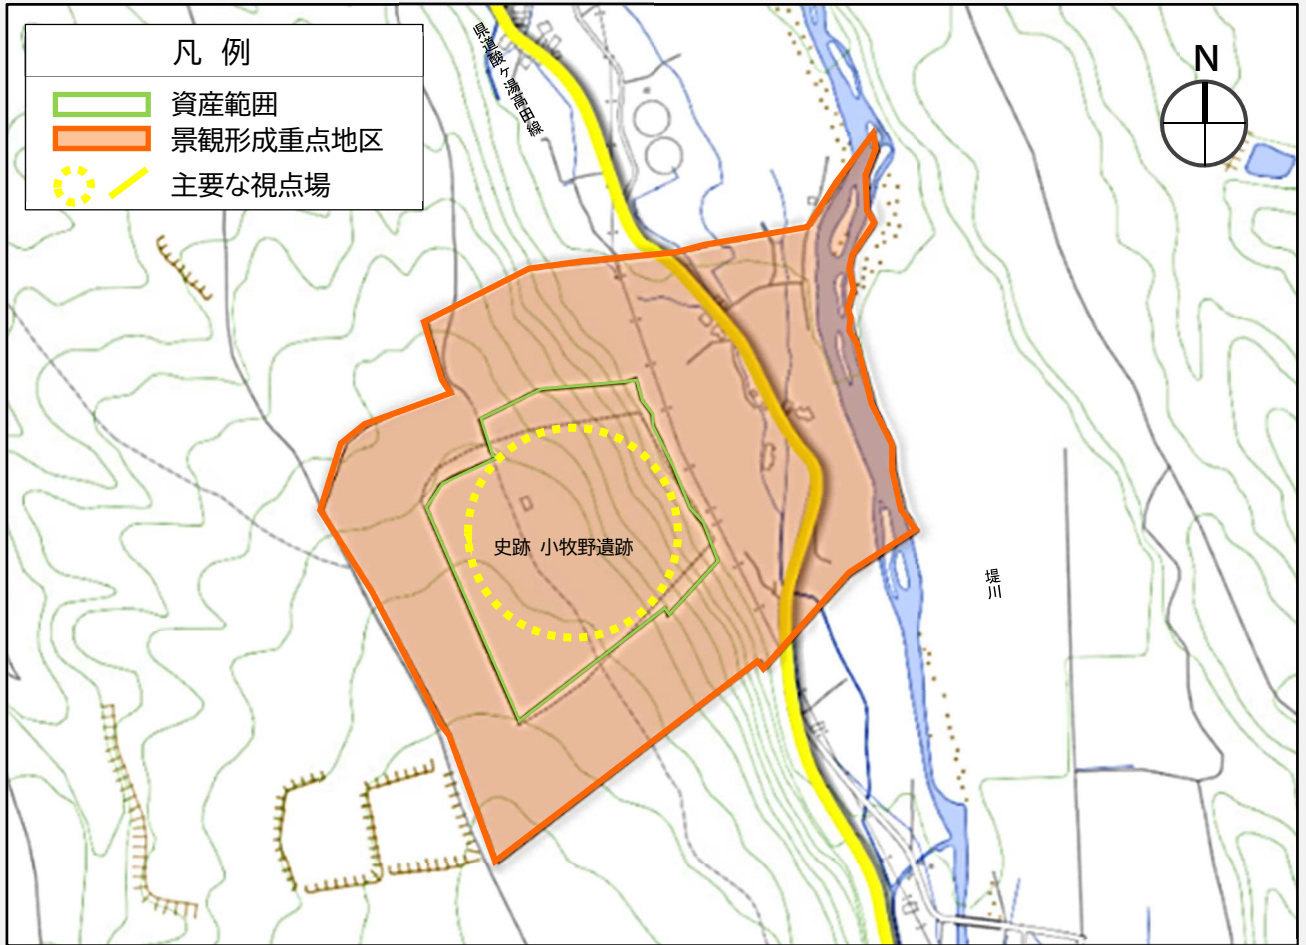 凡 例
資産範囲
景観形成重点地区
主要な視点場
県道酸ヶ湯高田線
N
史跡 小牧野遺跡
堤川